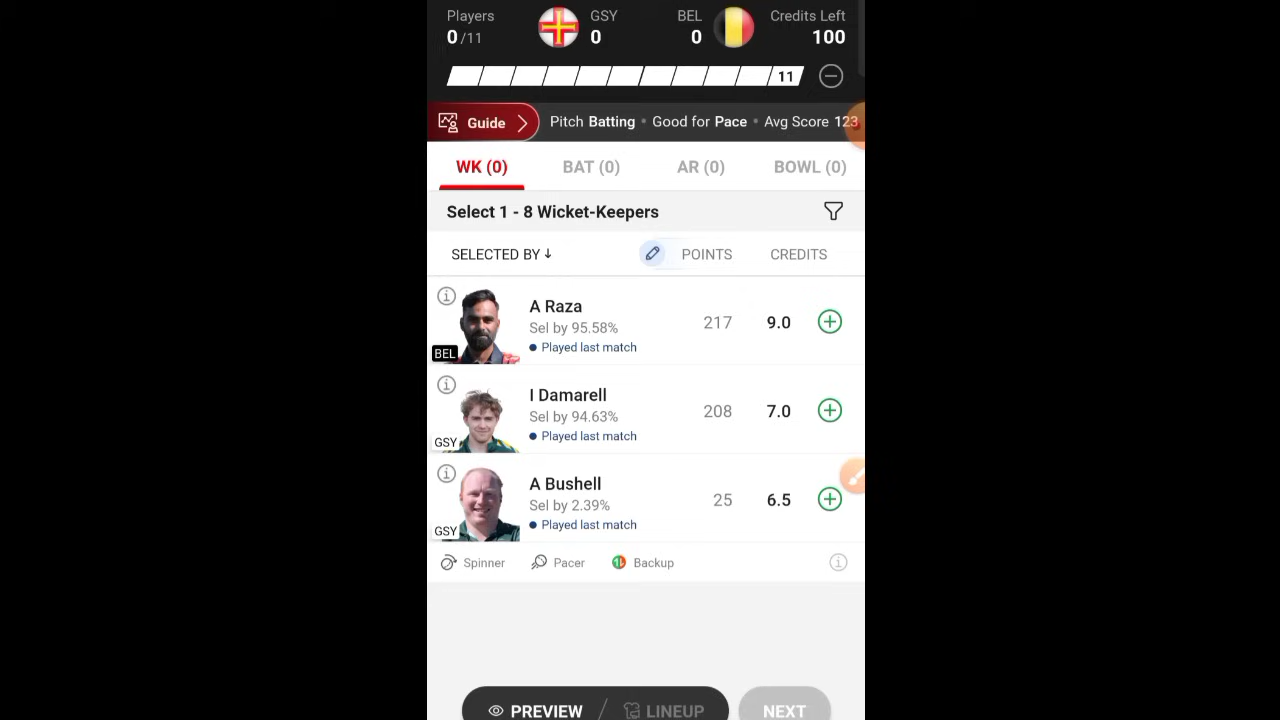 Players GSY BEL Credits Left
0 /11 0 0 100
11
Guide Pitch Batting • Good for Pace • Avg Score 123
WK (0) BAT (0) AR (0) BOWL (0)
Select 1 - 8 Wicket-Keepers
SELECTED BY ↓ POINTS CREDITS
A Raza
Sel by 95.58% 217 9.0
Played last match
BEL
I Damarell
Sel by 94.63% 208 7.0
Played last match
GSY
A Bushell
Sel by 2.39% 25 6.5
Played last match
GSY
Spinner Pacer Backup
PREVIEW / LINEUP NEXT